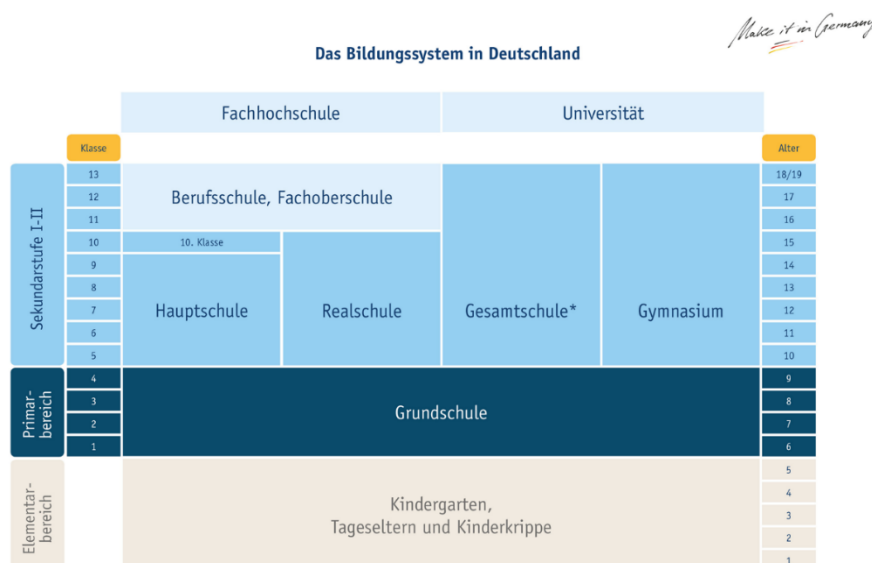 Make it in Germany
Das Bildungssystem in Deutschland
Fachhochschule
Universität
Klasse
Alter
Sekundarstufe I-II
13
12
11
10
9
8
7
6
5
Berufsschule, Fachoberschule
10. Klasse
Hauptschule
Realschule
Gesamtschule*
Gymnasium
18/19
17
16
15
14
13
12
11
10
Primar-
bereich
4
3
2
1
Grundschule
9
8
7
6
Elementar-
bereich
Kindergarten,
Tageseltern und Kinderkrippe
5
4
3
2
1